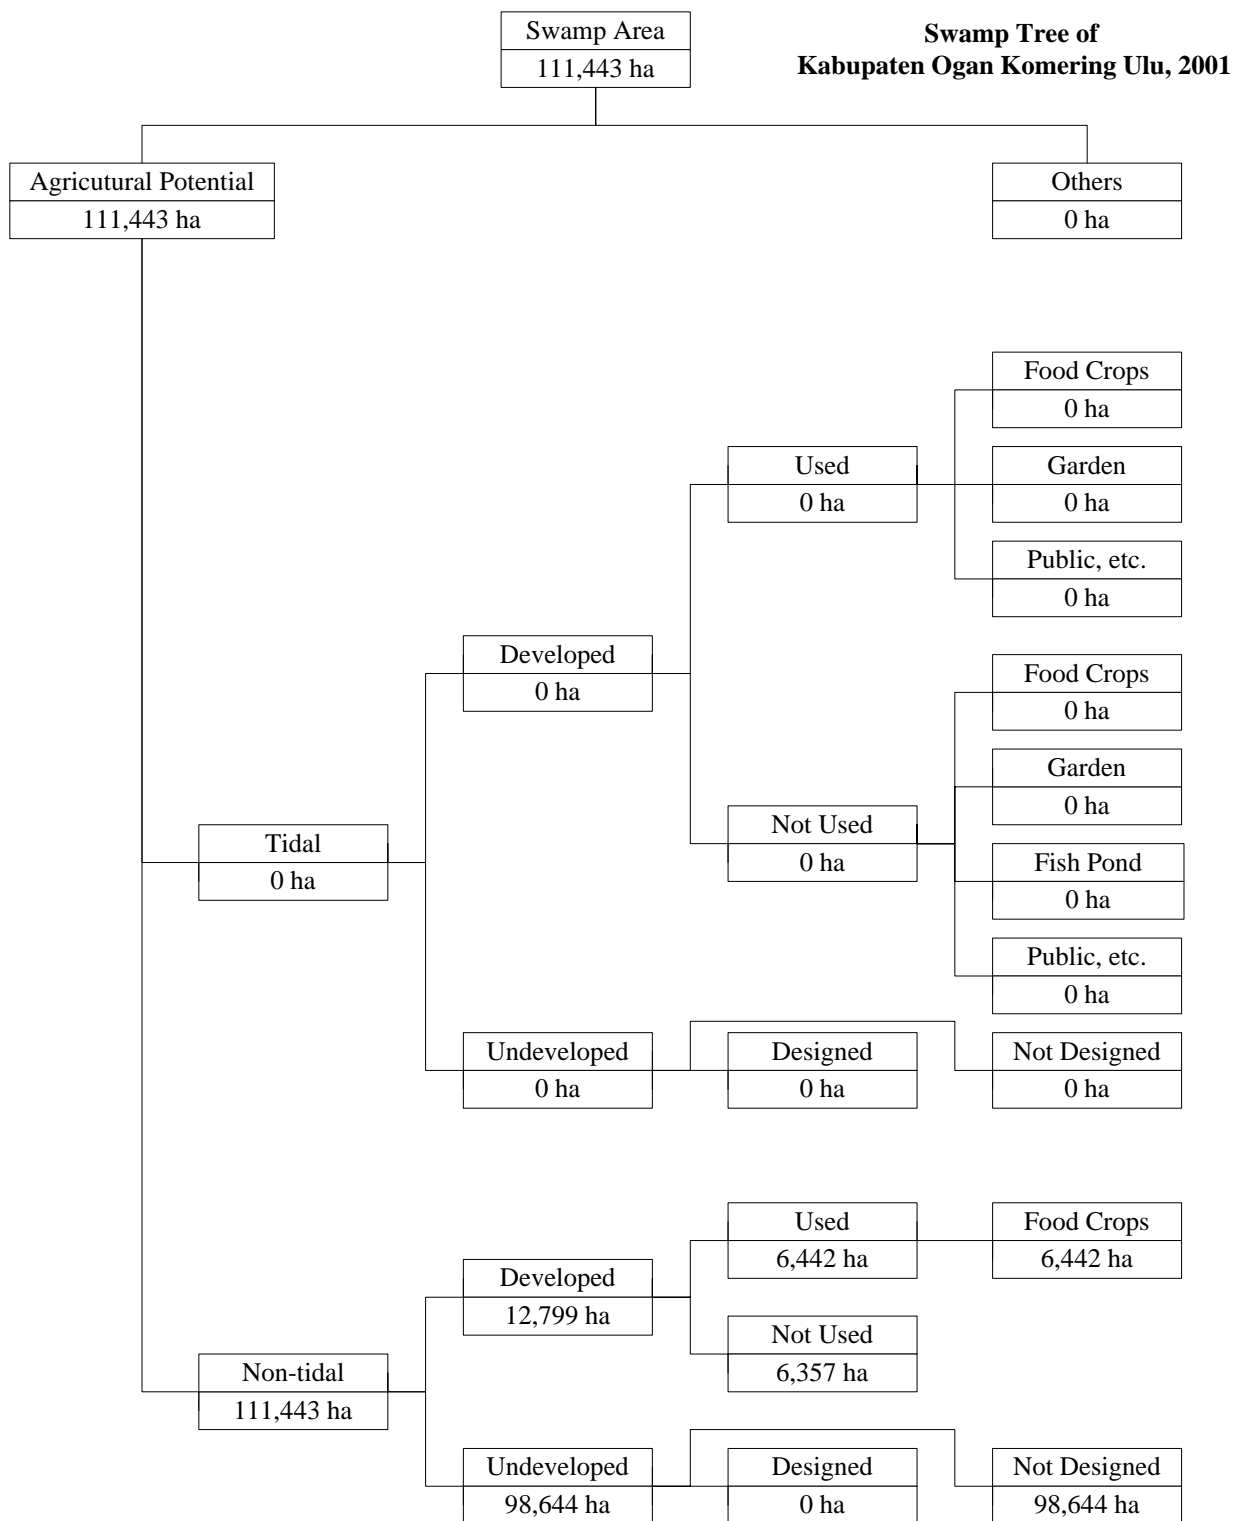 Swamp Area
111,443 ha
Swamp Tree of
Kabupaten Ogan Komering Ulu, 2001
Agricutural Potential
111,443 ha
Others
0 ha
Food Crops
0 ha
Used
0 ha
Garden
0 ha
Public, etc.
0 ha
Developed
0 ha
Food Crops
0 ha
Garden
0 ha
Tidal
0 ha
Not Used
0 ha
Fish Pond
0 ha
Public, etc.
0 ha
Undeveloped
0 ha
Designed
0 ha
Not Designed
0 ha
Used
6,442 ha
Food Crops
6,442 ha
Developed
12,799 ha
Not Used
6,357 ha
Non-tidal
111,443 ha
Undeveloped
98,644 ha
Designed
0 ha
Not Designed
98,644 ha